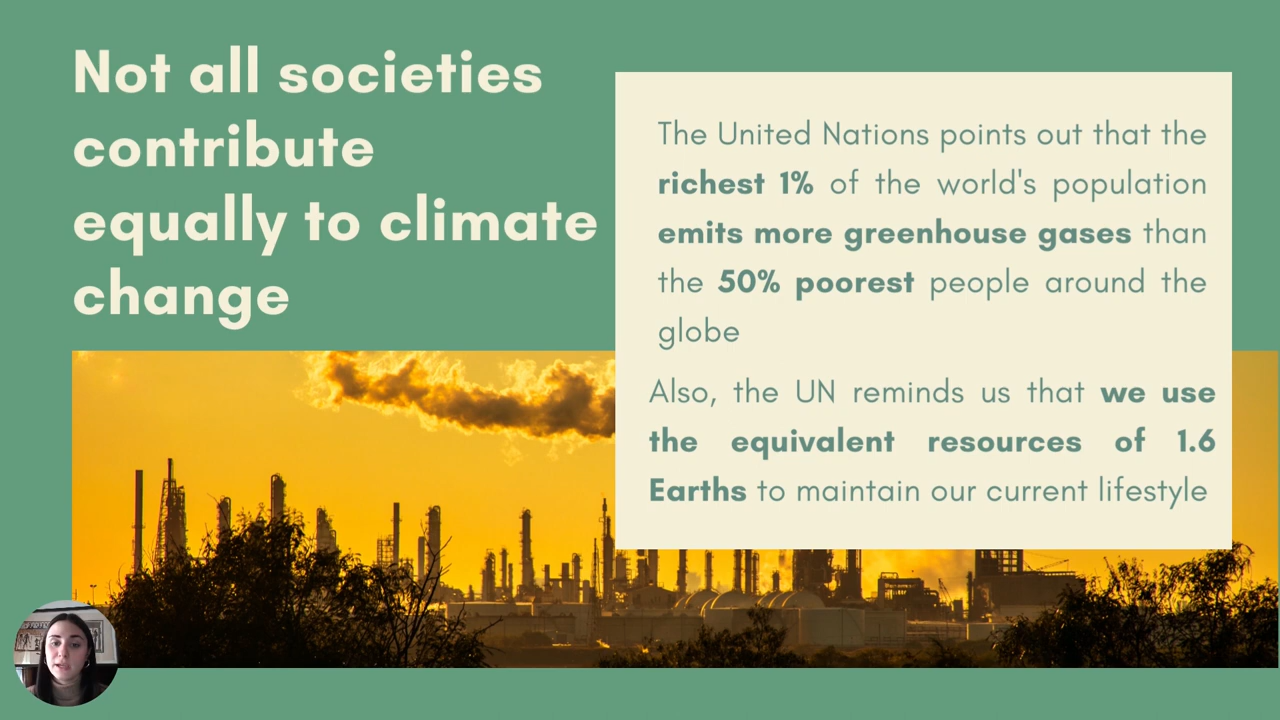 Not all societies
contribute
equally to climate
change
The United Nations points out that the
richest 1% of the world's population
emits more greenhouse gases than
the 50% poorest people around the
globe
Also, the UN reminds us that we use
the equivalent resources of 1.6
Earths to maintain our current lifestyle